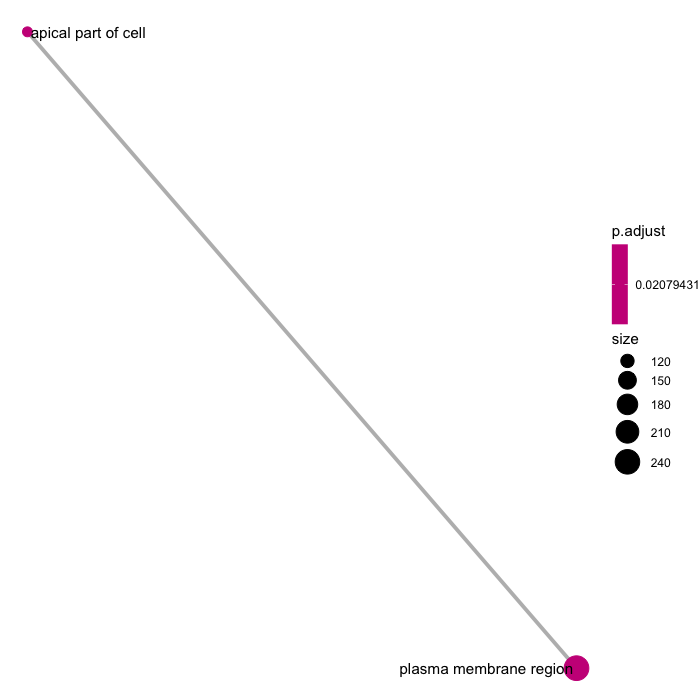 apical part of cell
p.adjust
0.02079431
size
120
150
180
210
240
plasma membrane region